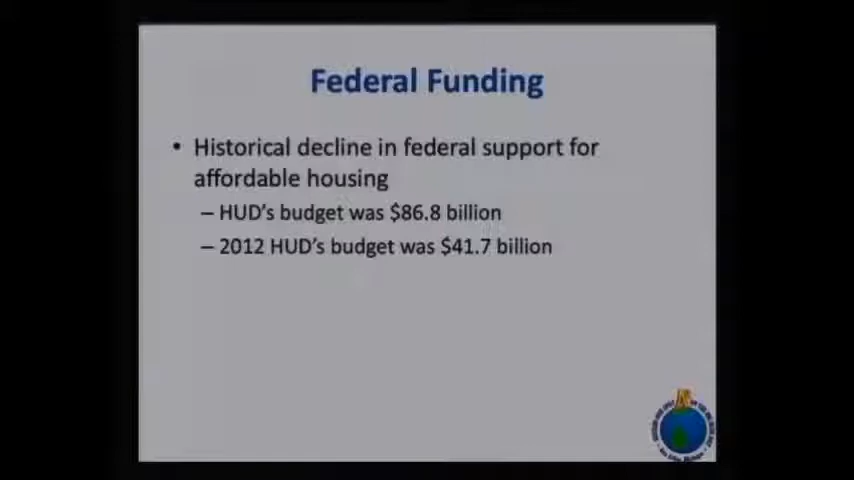 Federal Funding
• Historical decline in federal support for
affordable housing
– HUD's budget was $86.8 billion
– 2012 HUD's budget was $41.7 billion